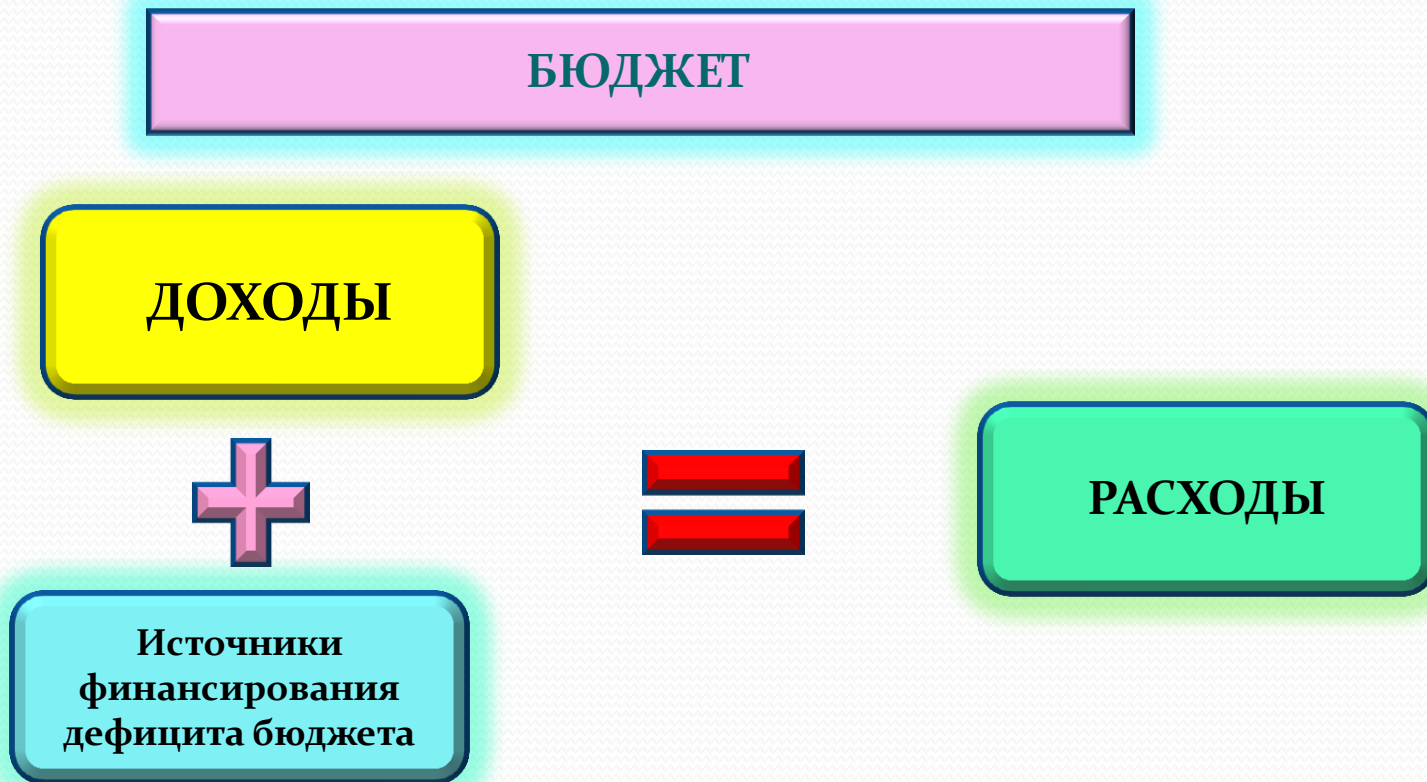 БЮДЖЕТ
ДОХОДЫ
РАСХОДЫ
Источники
финансирования
дефицита бюджета